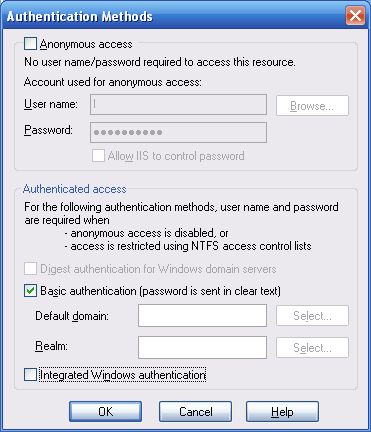 Authentication Methods
Anonymous access
No user name/password required to access this resource.
Account used for anonymous access:
User name:
Browse...
Password:
Allow IIS to control password
Authenticated access
For the following authentication methods, user name and password
are required when
- anonymous access is disabled, or
- access is restricted using NTFS access control lists
Digest authentication for Windows domain servers
Basic authentication (password is sent in clear text)
Default domain:
Select...
Realm:
Select...
Integrated Windows authentication
OK
Cancel
Help